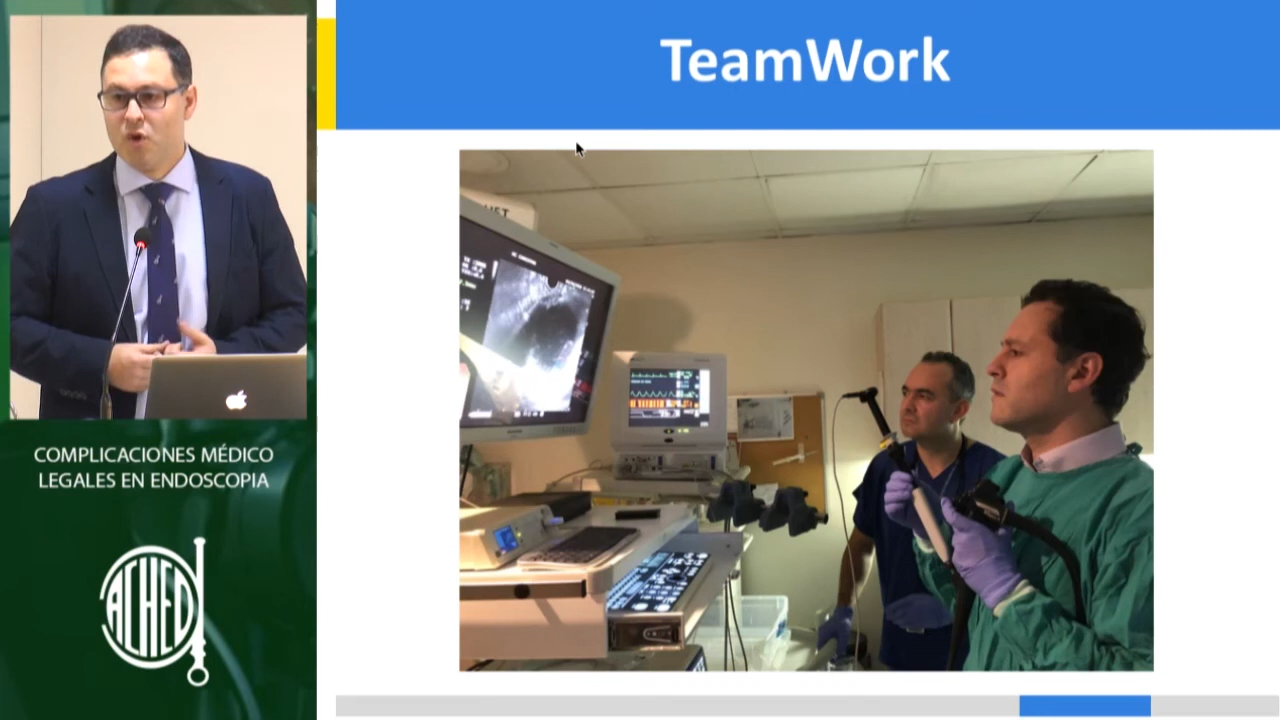 TeamWork
COMPLICACIONES MÉDICO
LEGALES EN ENDOSCOPIA
ACHED